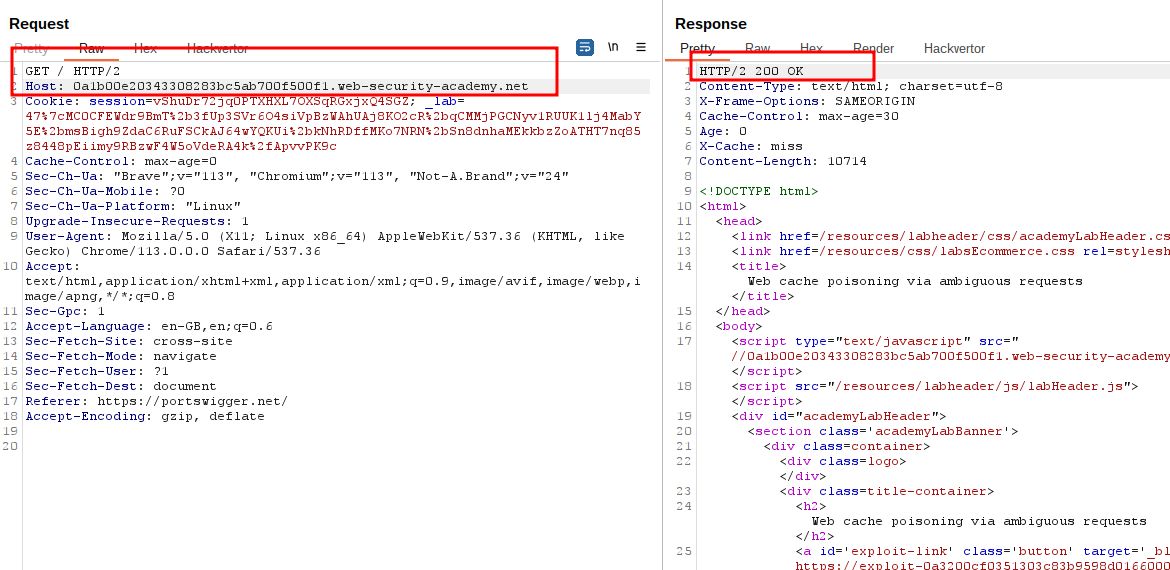 Request
Pretty Raw Hex Hackvertor \n
1 GET / HTTP/2
2 Host: 0a1b00e20343308283bc5ab700f500f1.web-security-academy.net
3 Cookie: session=vShuDr72jq0PTXHXL7OXSqRGxjxQ4SGZ; _lab=
47%7cMC0CFEWdr9BmT%2b3fUp3SVr6O4siVpBzWAhUAj8KO2cR%2bqCMMjPGCNyv1RUUK1lj4MabY
5E%2bmsBigh9ZdaC6RuFSCkAJ64wYQKUi%2bkNhRDffMKo7NRN%2bSn8dnhaMEkkbzZoATHT7nq85
z8448pEiimy9RBzwF4W5oVdeRA4k%2fApvvPK9c
4 Cache-Control: max-age=0
5 Sec-Ch-Ua: "Brave";v="113", "Chromium";v="113", "Not-A.Brand";v="24"
6 Sec-Ch-Ua-Mobile: ?0
7 Sec-Ch-Ua-Platform: "Linux"
8 Upgrade-Insecure-Requests: 1
9 User-Agent: Mozilla/5.0 (X11; Linux x86_64) AppleWebKit/537.36 (KHTML, like
Gecko) Chrome/113.0.0.0 Safari/537.36
10 Accept:
text/html,application/xhtml+xml,application/xml;q=0.9,image/avif,image/webp,i
mage/apng,*/*;q=0.8
11 Sec-Gpc: 1
12 Accept-Language: en-GB,en;q=0.6
13 Sec-Fetch-Site: cross-site
14 Sec-Fetch-Mode: navigate
15 Sec-Fetch-User: ?1
16 Sec-Fetch-Dest: document
17 Referer: https://portswigger.net/
18 Accept-Encoding: gzip, deflate
19
20
Response
Pretty Raw Hex Render Hackvertor
1 HTTP/2 200 OK
2 Content-Type: text/html; charset=utf-8
3 X-Frame-Options: SAMEORIGIN
4 Cache-Control: max-age=30
5 Age: 0
6 X-Cache: miss
7 Content-Length: 10714
8
9 <!DOCTYPE html>
10 <html>
11 <head>
12 <link href=/resources/labheader/css/academyLabHeader.cs
13 <link href=/resources/css/labsEcommerce.css rel=stylesh
14 <title>
Web cache poisoning via ambiguous requests
</title>
15 </head>
16 <body>
17 <script type="text/javascript" src="
//0a1b00e20343308283bc5ab700f500f1.web-security-academy
</script>
18 <script src="/resources/labheader/js/labHeader.js">
</script>
19 <div id="academyLabHeader">
20 <section class='academyLabBanner'>
21 <div class=container>
22 <div class=logo>
</div>
23 <div class=title-container>
24 <h2>
Web cache poisoning via ambiguous requests
</h2>
25 <a id='exploit-link' class='button' target='_bl
https://exploit-0a3200cf0351303c83b9598d0166000